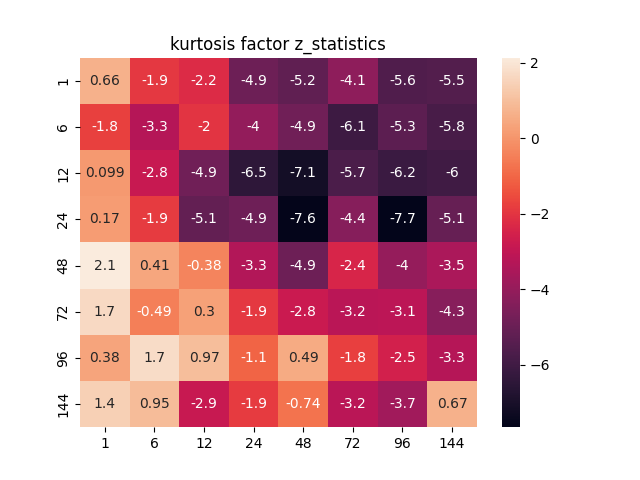 kurtosis factor z_statistics
1 0.66 -1.9 -2.2 -4.9 -5.2 -4.1 -5.6 -5.5
6 -1.8 -3.3 -2 -4 -4.9 -6.1 -5.3 -5.8
12 0.099 -2.8 -4.9 -6.5 -7.1 -5.7 -6.2 -6
24 0.17 -1.9 -5.1 -4.9 -7.6 -4.4 -7.7 -5.1
48 2.1 0.41 -0.38 -3.3 -4.9 -2.4 -4 -3.5
72 1.7 -0.49 0.3 -1.9 -2.8 -3.2 -3.1 -4.3
96 0.38 1.7 0.97 -1.1 0.49 -1.8 -2.5 -3.3
144 1.4 0.95 -2.9 -1.9 -0.74 -3.2 -3.7 0.67
1 6 12 24 48 72 96 144
2
0
−2
−4
−6